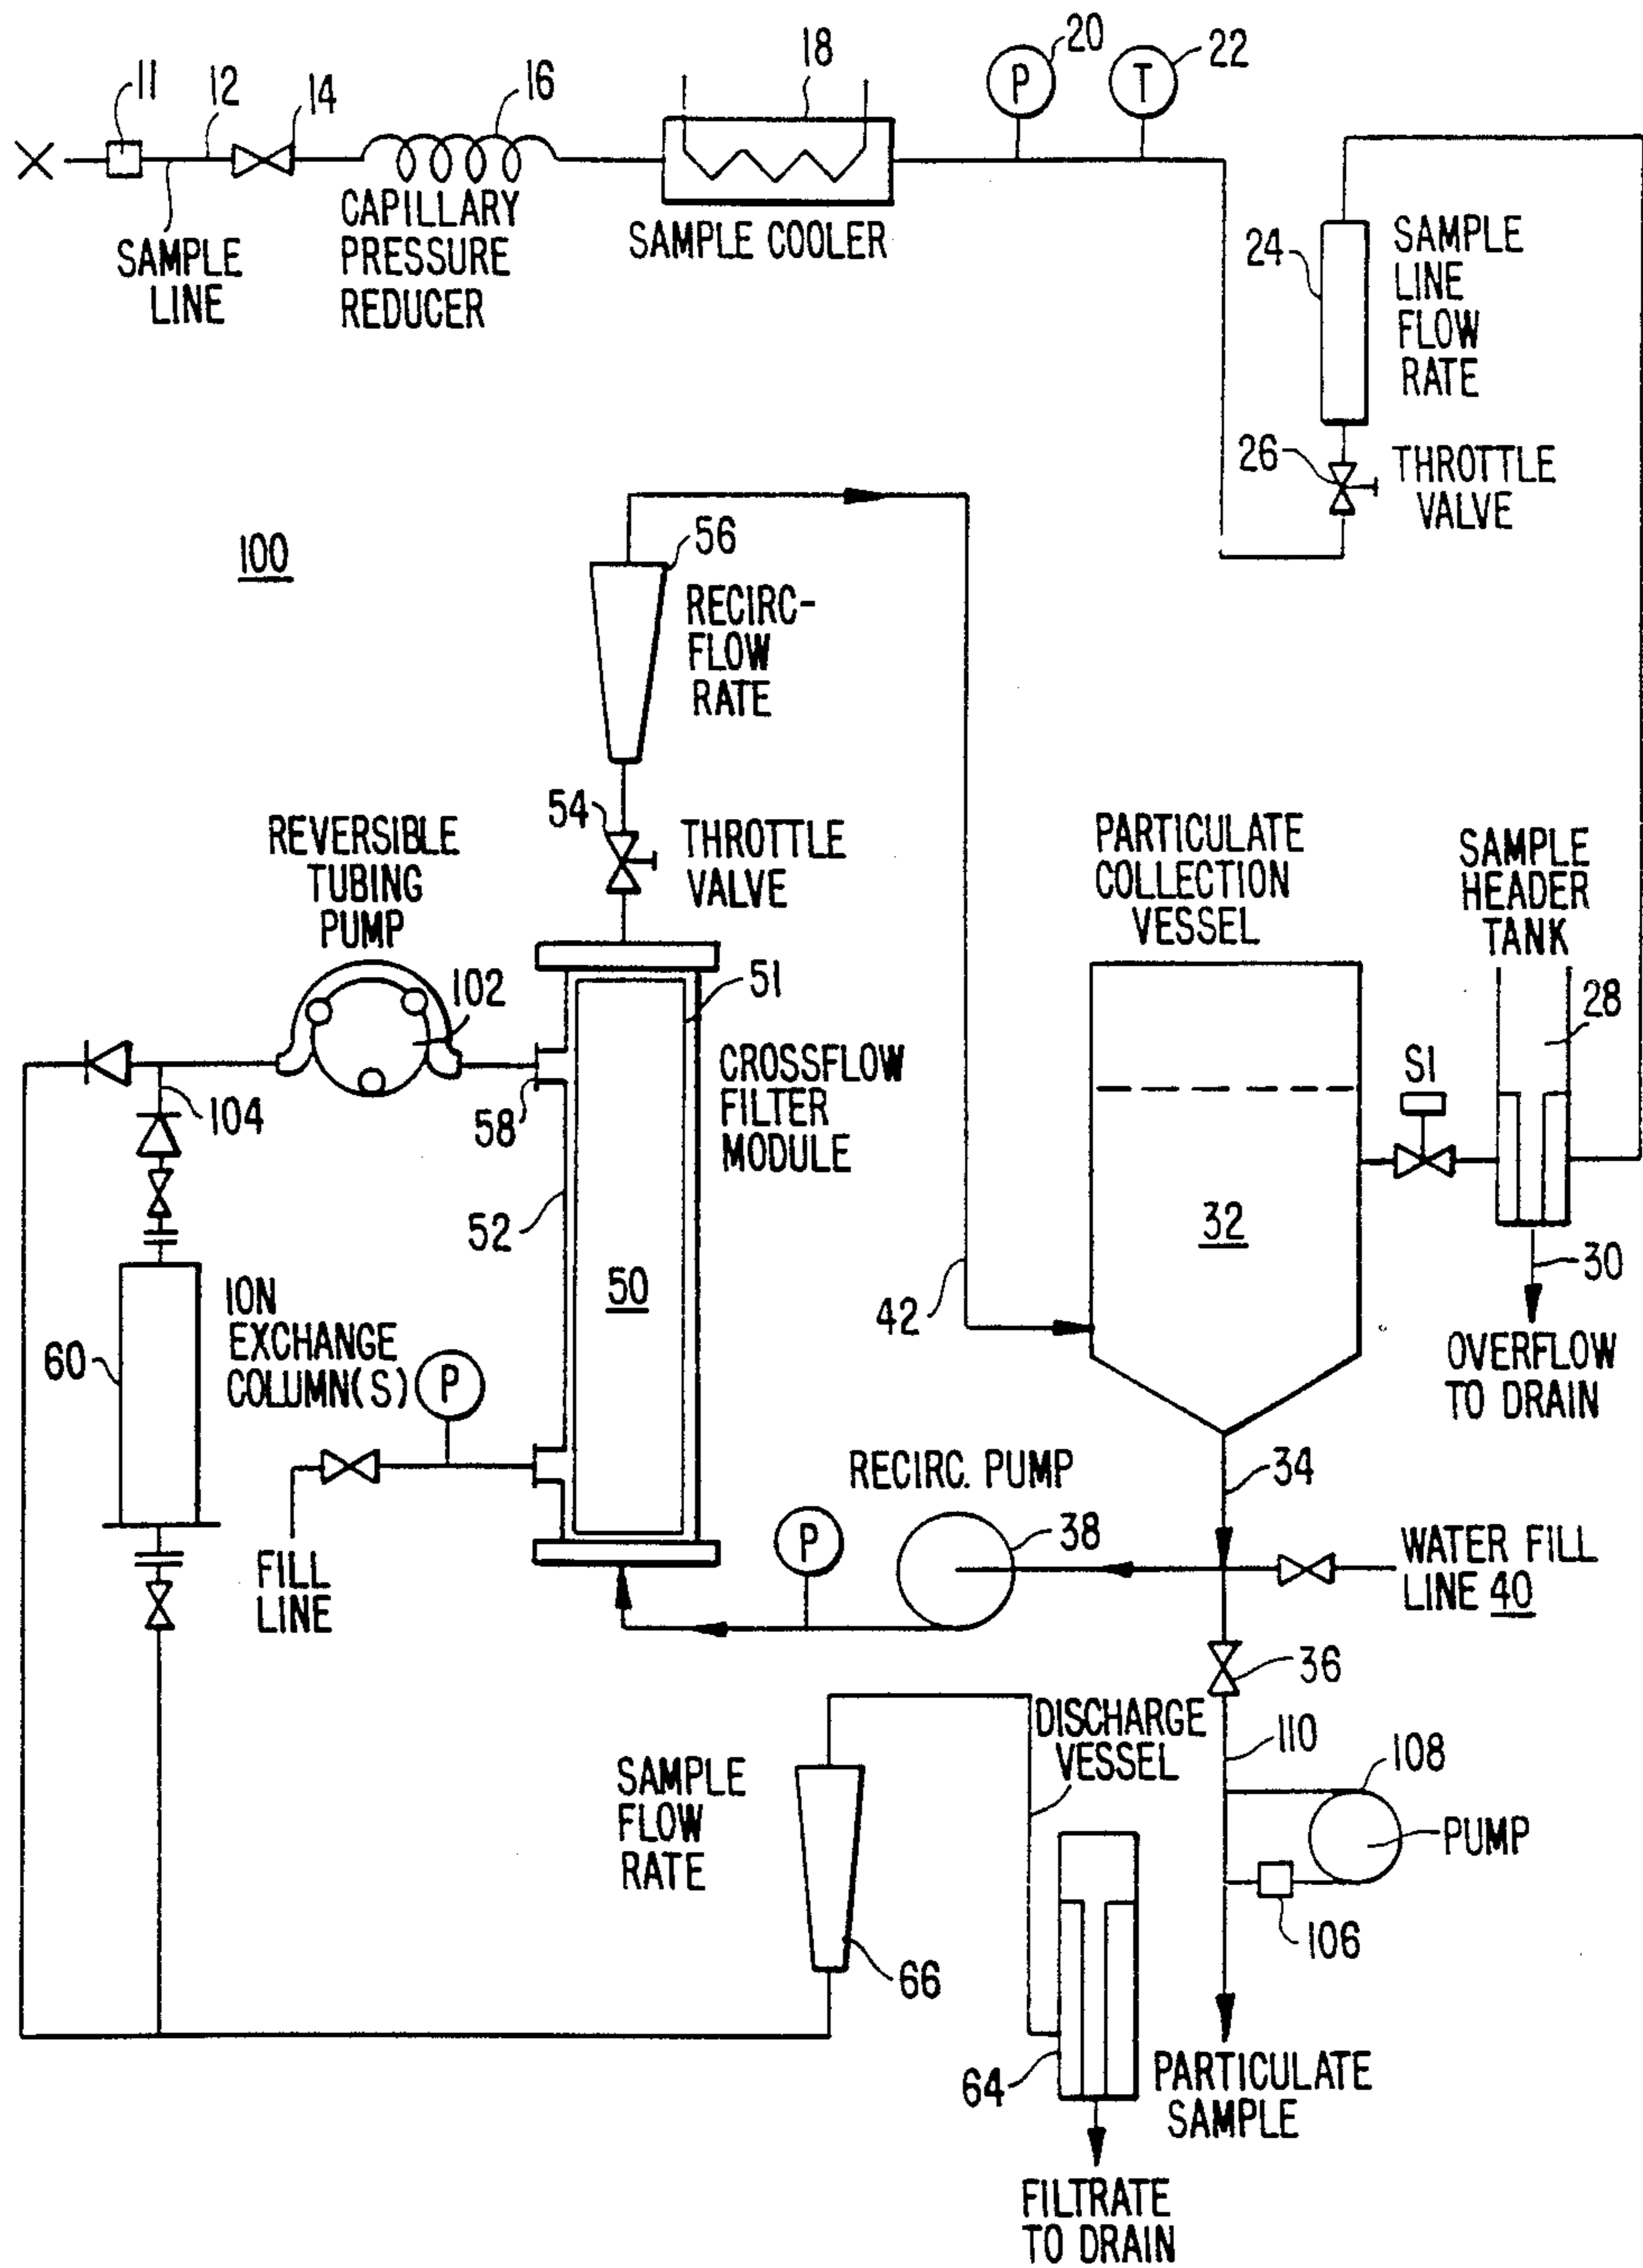 11
12
14
16
18
20
22
P
T
CAPILLARY
PRESSURE
REDUCER
SAMPLE
LINE
SAMPLE COOLER
24
SAMPLE
LINE
FLOW
RATE
26
THROTTLE
VALVE
100
56
RECIRC-
FLOW
RATE
54
THROTTLE
VALVE
REVERSIBLE
TUBING
PUMP
102
PARTICULATE
COLLECTION
VESSEL
SAMPLE
HEADER
TANK
51
28
CROSSFLOW
FILTER
MODULE
S1
104
58
52
32
50
42
30
OVERFLOW
TO DRAIN
ION
EXCHANGE
COLUMN(S)
60
P
FILL
LINE
RECIRC. PUMP
P
38
34
WATER FILL
LINE 40
36
DISCHARGE
VESSEL
110
108
PUMP
SAMPLE
FLOW
RATE
106
66
64
PARTICULATE
SAMPLE
FILTRATE
TO DRAIN